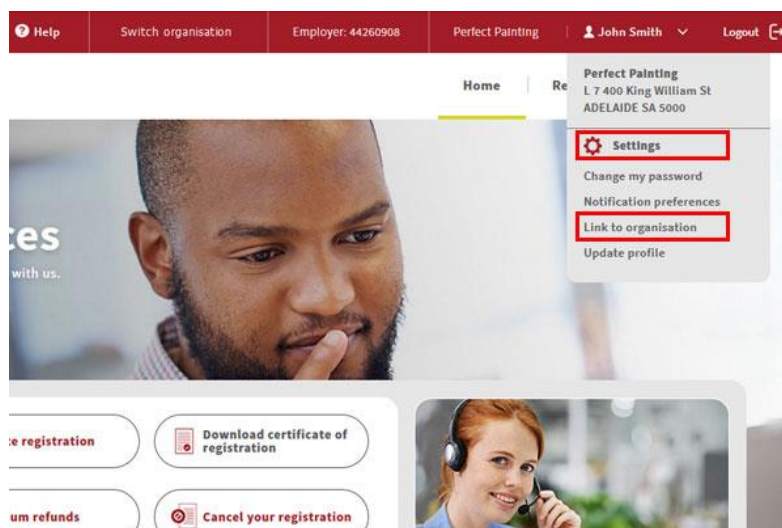 Help
Switch organisation
Employer: 44260908
Perfect Painting
John Smith
Logout
Home
Re
Perfect Painting
L 7 400 King William St
ADELAIDE SA 5000
Settings
Change my password
Notification preferences
Link to organisation
Update profile
ces
with us.
e registration
Download certificate of
registration
um refunds
Cancel your registration